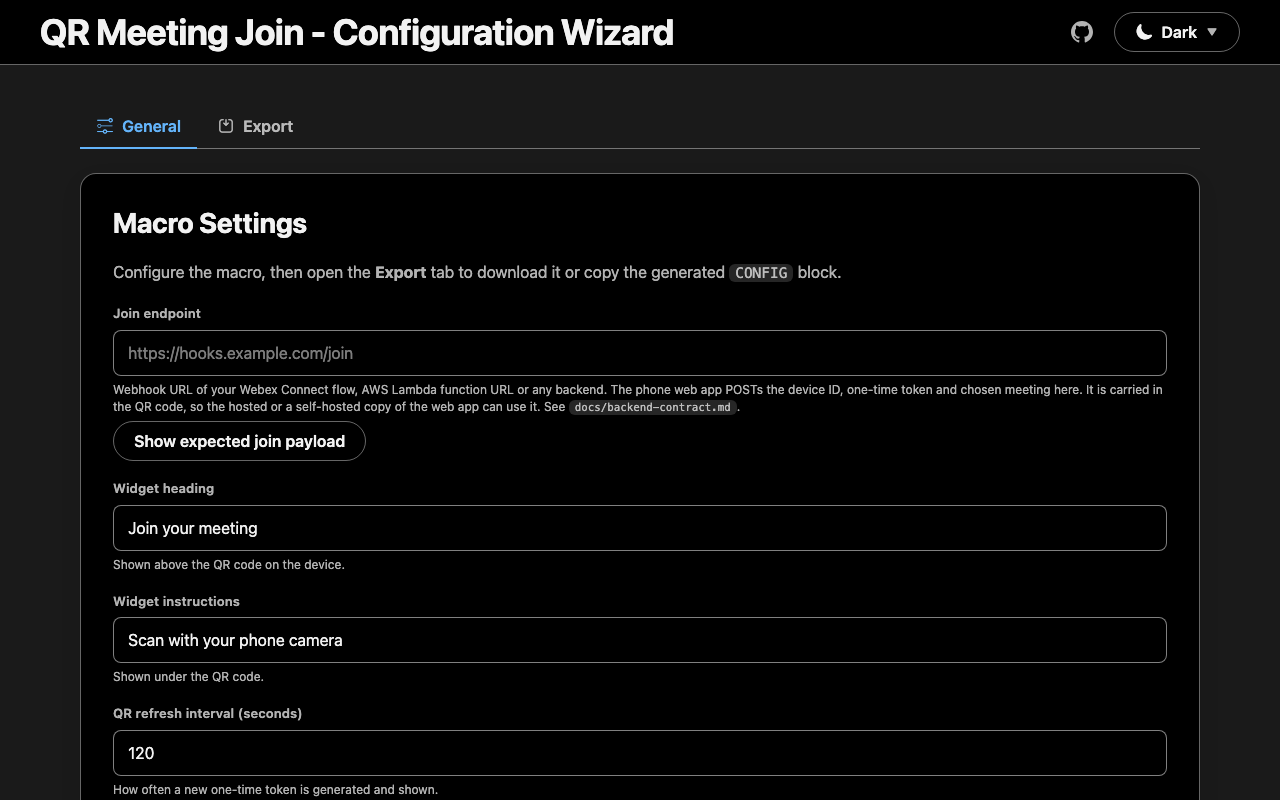 QR Meeting Join - Configuration Wizard
Dark
General
Export
Macro Settings
Configure the macro, then open the Export tab to download it or copy the generated CONFIG block.
Join endpoint
https://hooks.example.com/join
Webhook URL of your Webex Connect flow, AWS Lambda function URL or any backend. The phone web app POSTs the device ID, one-time token and chosen meeting here. It is carried in
the QR code, so the hosted or a self-hosted copy of the web app can use it. See docs/backend-contract.md.
Show expected join payload
Widget heading
Join your meeting
Shown above the QR code on the device.
Widget instructions
Scan with your phone camera
Shown under the QR code.
QR refresh interval (seconds)
120
How often a new one-time token is generated and shown.